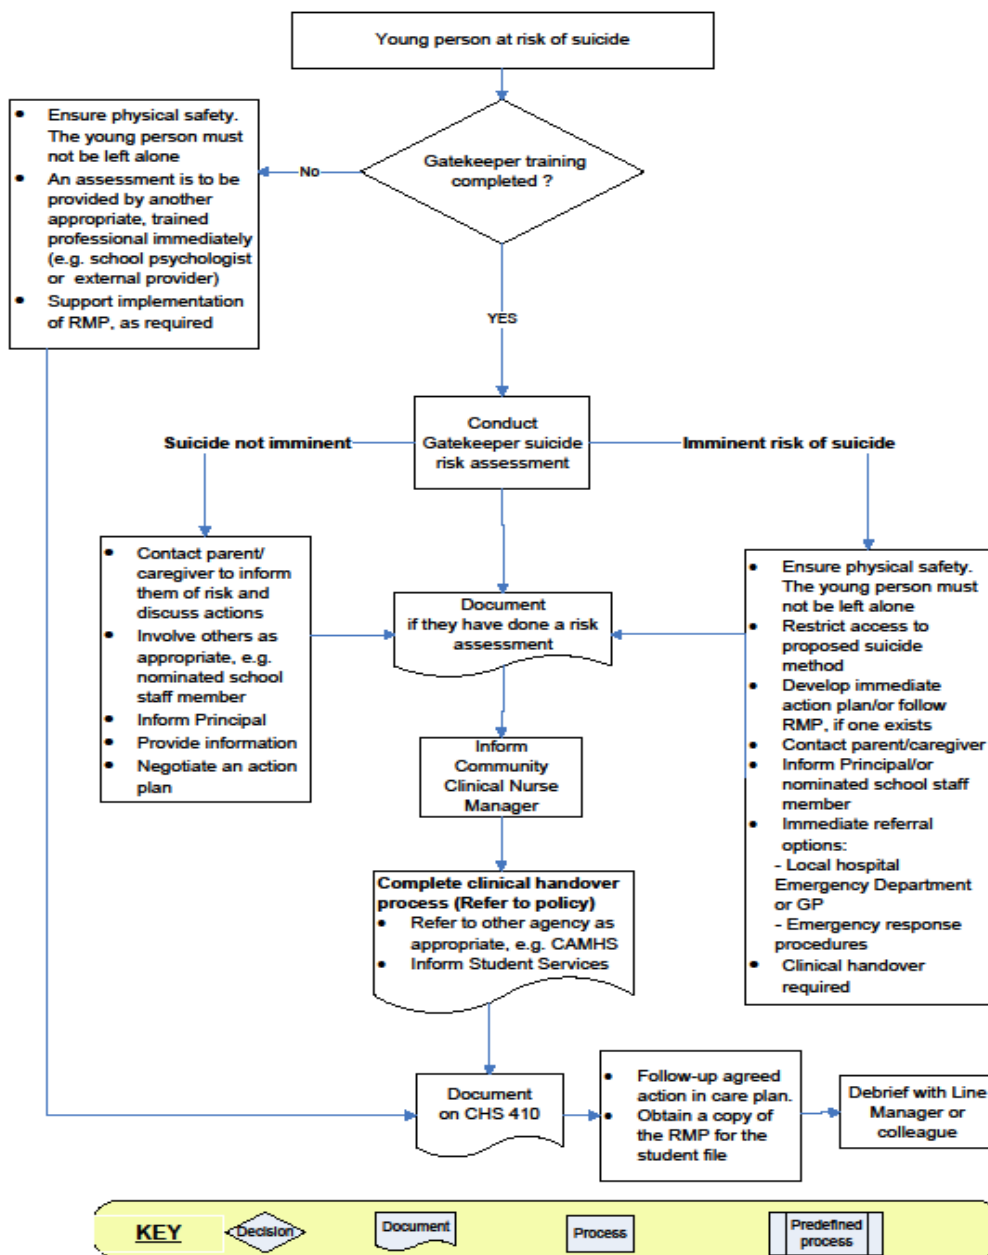 Young person at risk of suicide
• Ensure physical safety.
The young person must
not be left alone
• An assessment is to be
provided by another
appropriate, trained
professional immediately
(e.g. school psychologist
or external provider)
• Support implementation
of RMP, as required
No
Gatekeeper training
completed ?
YES
Suicide not imminent
Conduct
Gatekeeper suicide
risk assessment
Imminent risk of suicide
• Contact parent/
caregiver to inform
them of risk and
discuss actions
• Involve others as
appropriate, e.g.
nominated school
staff member
• Inform Principal
• Provide information
• Negotiate an action
plan
Document
if they have done a risk
assessment
• Ensure physical safety.
The young person must
not be left alone
• Restrict access to
proposed suicide
method
• Develop immediate
action plan/or follow
RMP, if one exists
• Contact parent/caregiver
• Inform Principal/or
nominated school staff
member
• Immediate referral
options:
- Local hospital
Emergency Department
or GP
- Emergency response
procedures
• Clinical handover
required
Inform
Community
Clinical Nurse
Manager
Complete clinical handover
process (Refer to policy)
• Refer to other agency as
appropriate, e.g. CAMHS
• Inform Student Services
Document
on CHS 410
• Follow-up agreed
action in care plan.
• Obtain a copy of
the RMP for the
student file
Debrief with Line
Manager or
colleague
KEY
Decision
Document
Process
Predefined
process